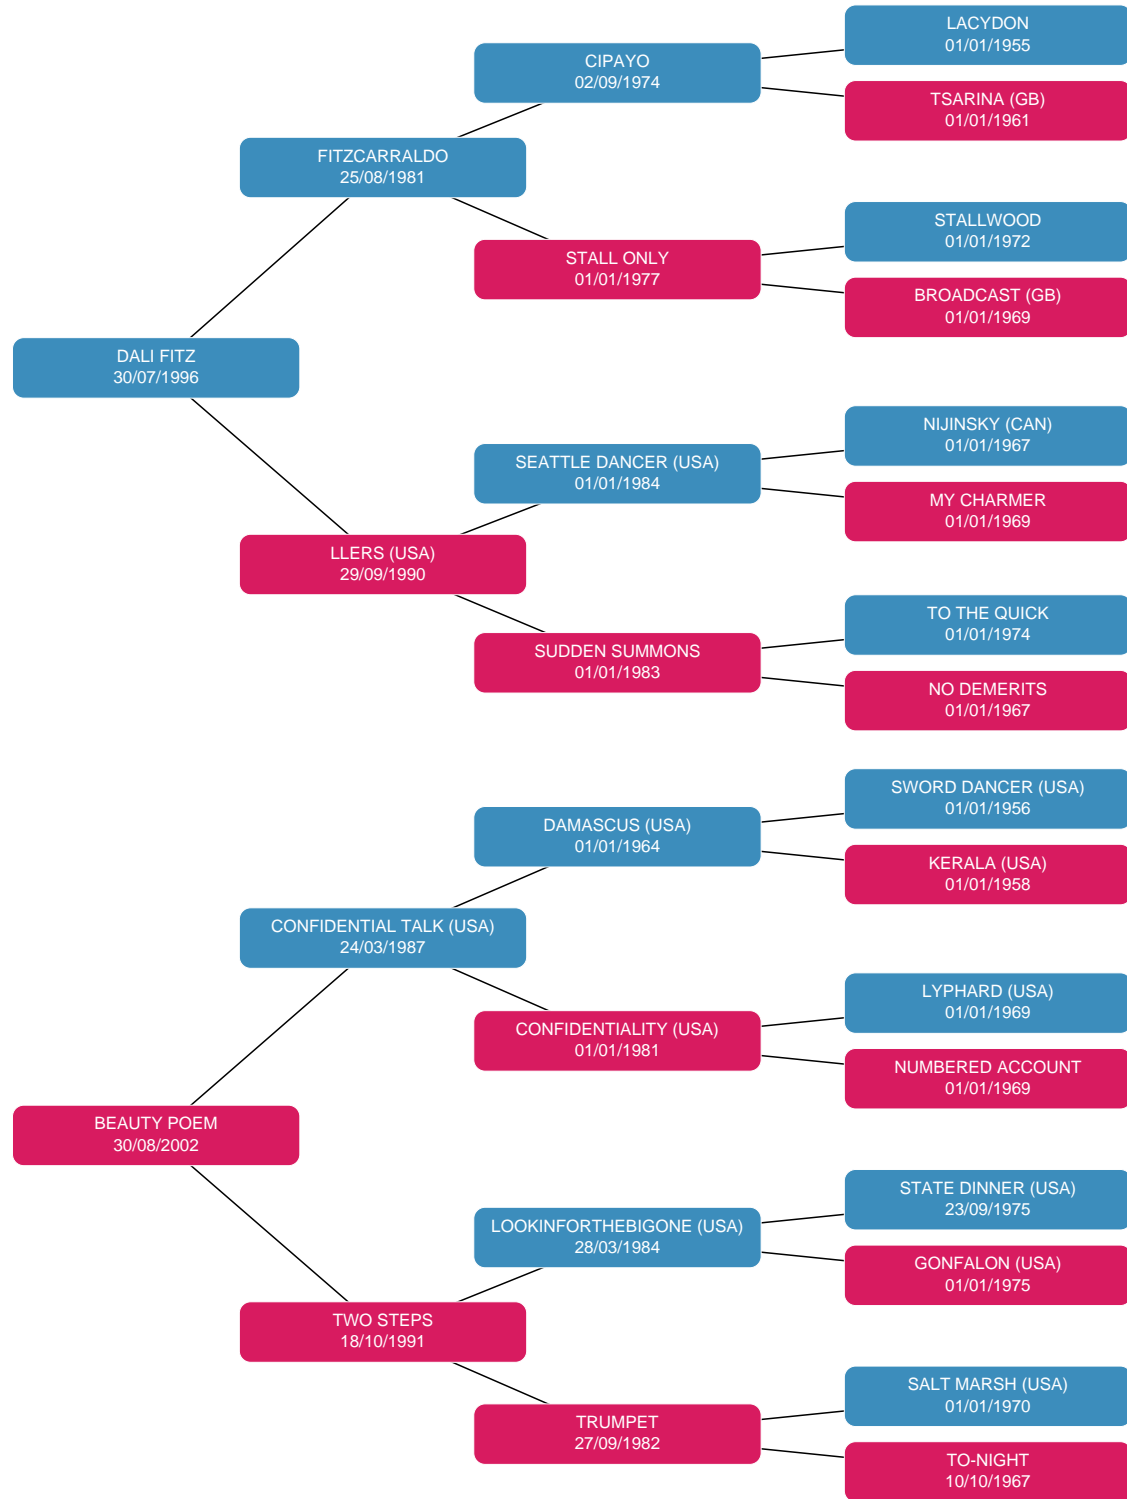 LACYDON
01/01/1955
CIPAYO
02/09/1974
TSARINA (GB)
01/01/1961
FITZCARRALDO
25/08/1981
STALLWOOD
01/01/1972
STALL ONLY
01/01/1977
BROADCAST (GB)
01/01/1969
DALI FITZ
30/07/1996
NIJINSKY (CAN)
01/01/1967
SEATTLE DANCER (USA)
01/01/1984
MY CHARMER
01/01/1969
LLERS (USA)
29/09/1990
TO THE QUICK
01/01/1974
SUDDEN SUMMONS
01/01/1983
NO DEMERITS
01/01/1967
SWORD DANCER (USA)
01/01/1956
DAMASCUS (USA)
01/01/1964
KERALA (USA)
01/01/1958
CONFIDENTIAL TALK (USA)
24/03/1987
LYPHARD (USA)
01/01/1969
CONFIDENTIALITY (USA)
01/01/1981
NUMBERED ACCOUNT
01/01/1969
BEAUTY POEM
30/08/2002
STATE DINNER (USA)
23/09/1975
LOOKINFORTHEBIGONE (USA)
28/03/1984
GONFALON (USA)
01/01/1975
TWO STEPS
18/10/1991
SALT MARSH (USA)
01/01/1970
TRUMPET
27/09/1982
TO-NIGHT
10/10/1967